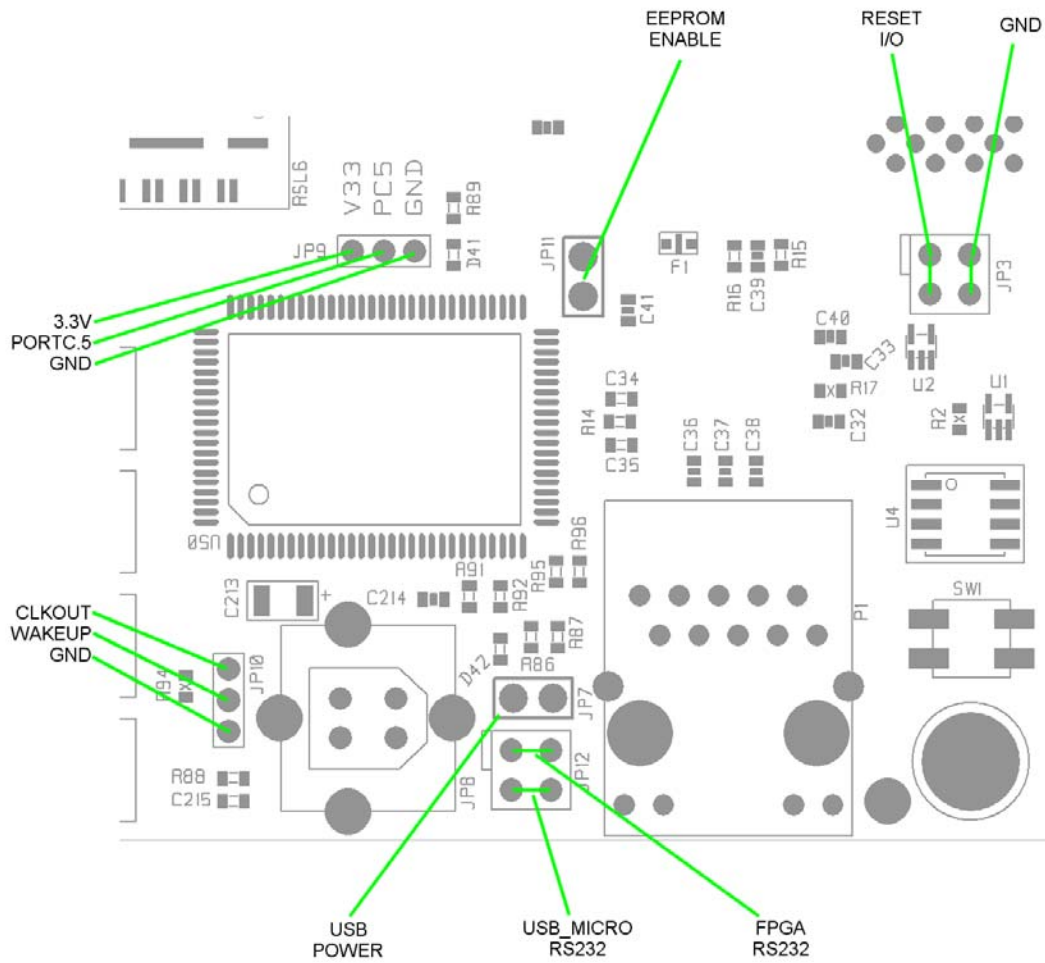 EEPROM
ENABLE
RESET
I/O
GND
RSL6
V33
PC5
GND
R89
JP9
D41
JP11
F1
R16
C39
R15
JP3
3.3V
PORTC.5
GND
C41
C40
C33
U2
U1
R17
R2
C32
C34
R14
C35
C36
C37
C38
U4
U50
R96
R95
R91
R92
C213
+
C214
P1
SW1
CLKOUT
WAKEUP
GND
R94
JP10
D42
R86
R87
JP7
R88
C215
JP8
JP12
USB
POWER
USB_MICRO
RS232
FPGA
RS232